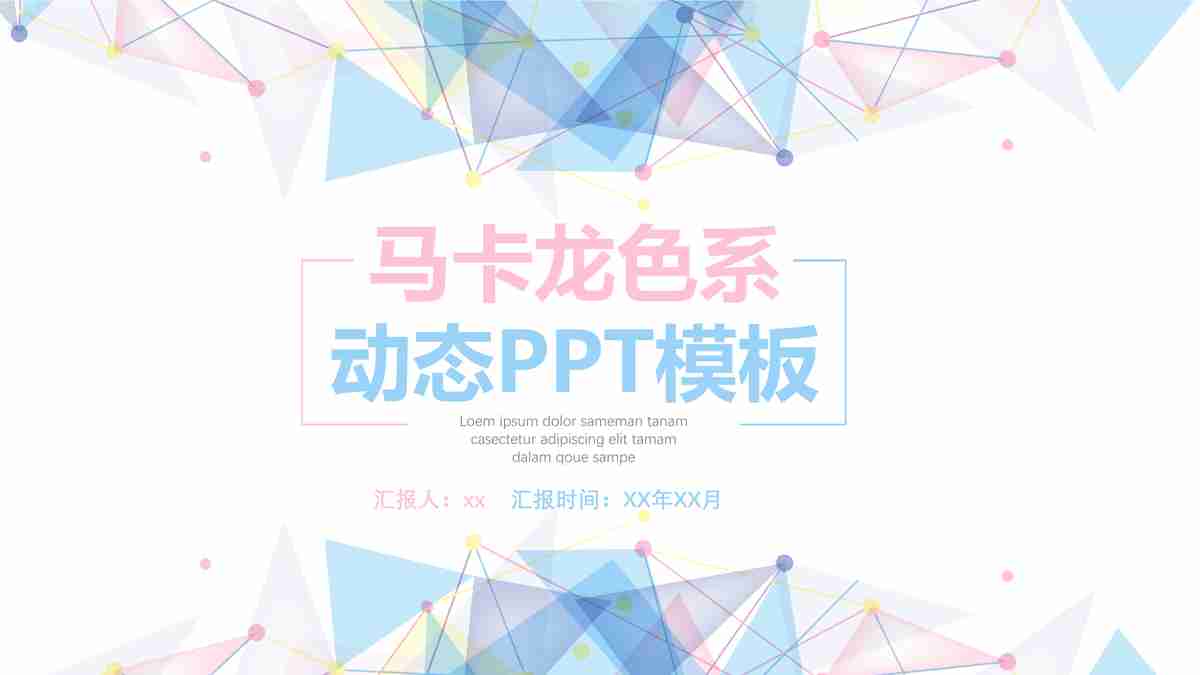 马卡龙色系
动态PPT模板
Loem ipsum dolor sameman tanam
casectetur adipiscing elit tamam
dalam qoue sampe
汇报人：xx 汇报时间：XX年XX月